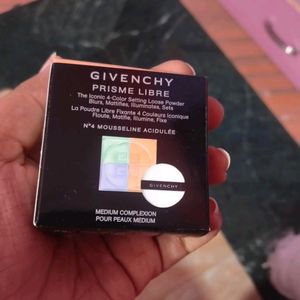 GIVENCHY
PRISME LIBRE
The Iconic 4-Color Setting Loose Powder
Blurs, Mattifies, Illuminates, Sets
La Poudre Libre Fixante 4 Couleurs Iconique
Floute, Matifie, Illumine, Fixe
N°4 MOUSSELINE ACIDULÉE
GIVENCHY
MEDIUM COMPLEXION
POUR PEAUX MEDIUM